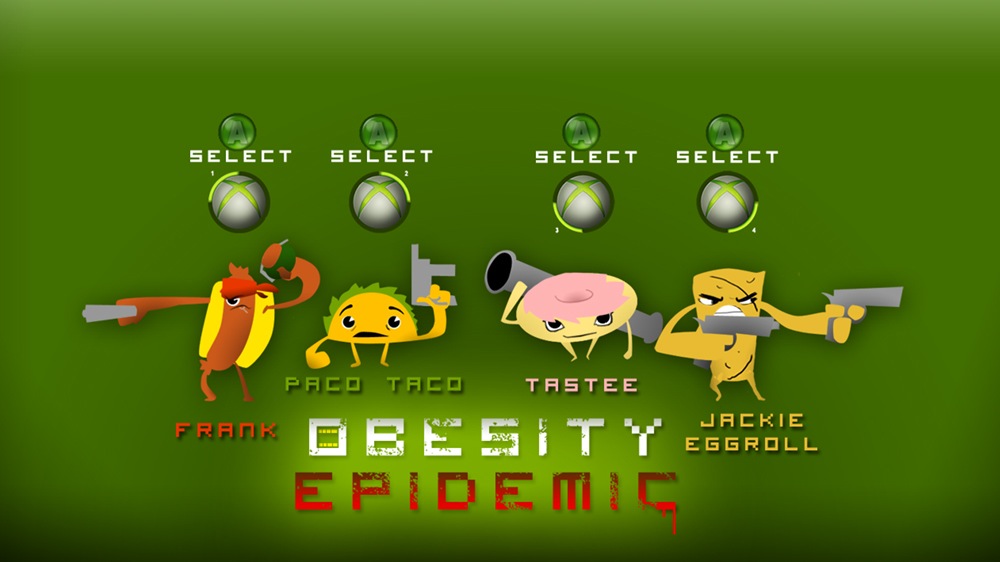 A A A A
SELECT SELECT SELECT SELECT
1 2 3 4
PACO TACO TASTEE
FRANK JACKIE
EGGROLL
OBESITY
EPIDEMIC